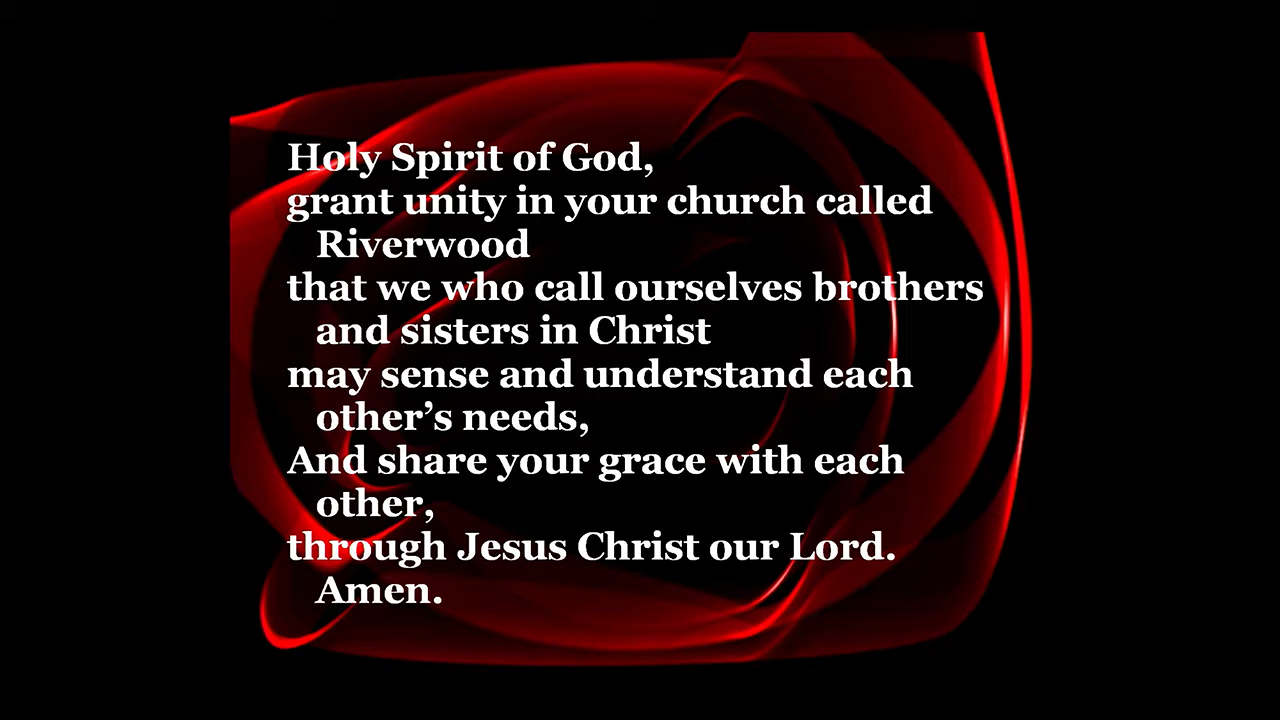 Holy Spirit of God,
grant unity in your church called
Riverwood
that we who call ourselves brothers
and sisters in Christ
may sense and understand each
other’s needs,
And share your grace with each
other,
through Jesus Christ our Lord.
Amen.